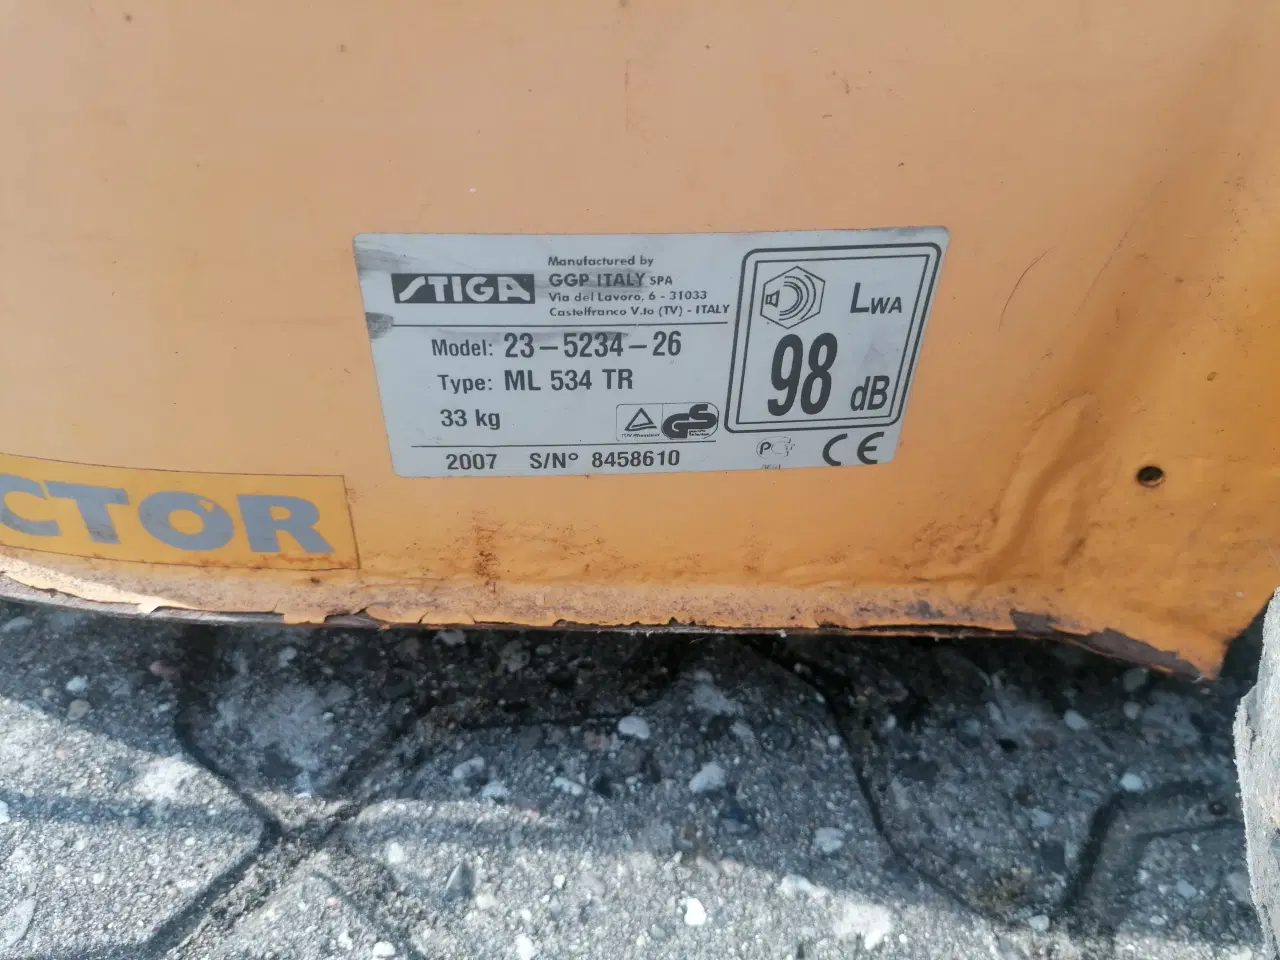 STIGA
Manufactured by
GGP ITALY SPA
Via del Lavoro, 6 - 31033
Castelfranco V.to (TV) - ITALY
Model: 23-5234-26
Type: ML 534 TR
33 kg
GS
2007 S/N° 8458610
LWA
98 dB
CE
CTOR